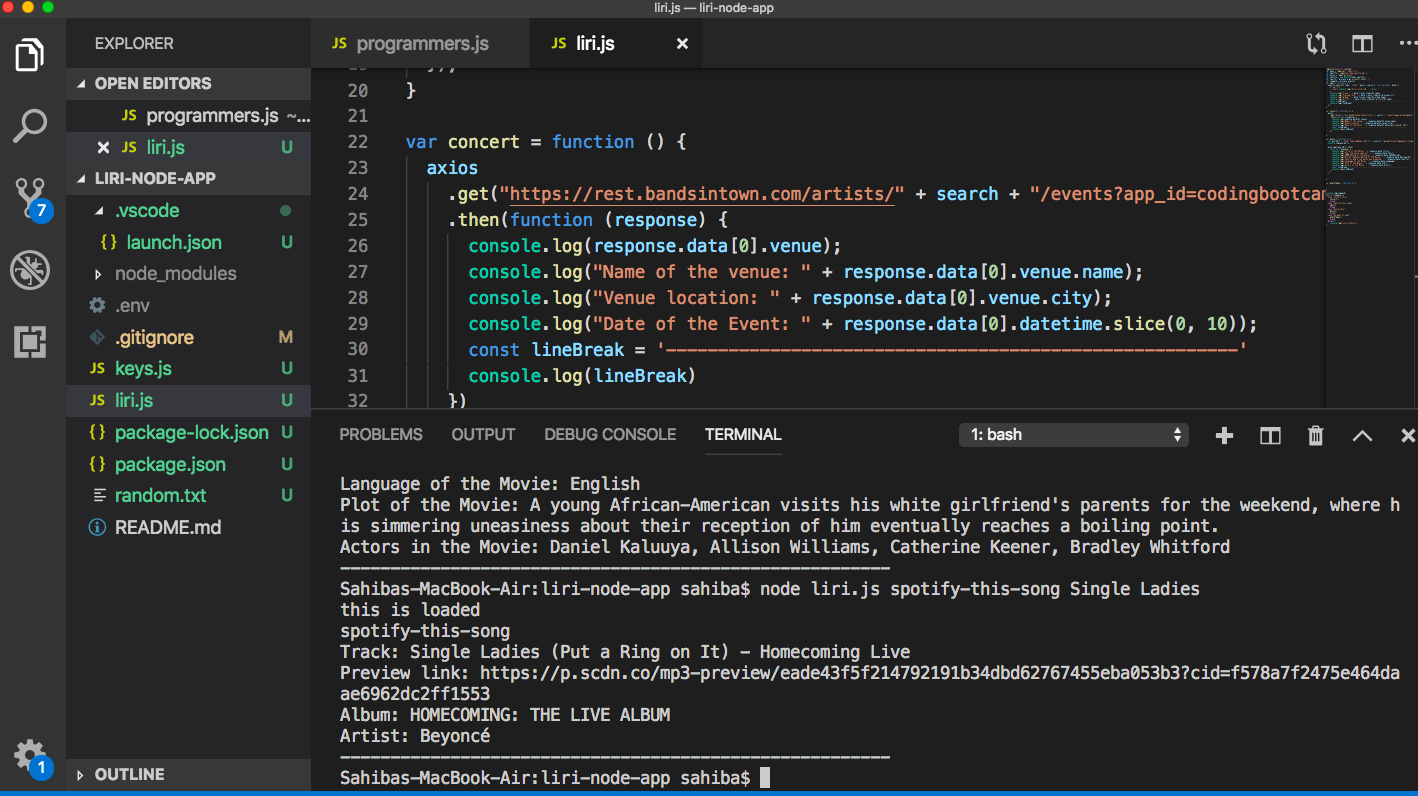 liri.js — liri-node-app
EXPLORER
OPEN EDITORS
JS programmers.js ~...
JS liri.js U
LIRI-NODE-APP
.vscode
{} launch.json U
node_modules
.env
.gitignore M
JS keys.js U
JS liri.js U
{} package-lock.json U
{} package.json U
random.txt U
README.md
OUTLINE
7
1
JS programmers.js
JS liri.js
20 }
21
22 var concert = function () {
23 axios
24 .get("https://rest.bandsintown.com/artists/" + search + "/events?app_id=codingbootcam
25 .then(function (response) {
26 console.log(response.data[0].venue);
27 console.log("Name of the venue: " + response.data[0].venue.name);
28 console.log("Venue location: " + response.data[0].venue.city);
29 console.log("Date of the Event: " + response.data[0].datetime.slice(0, 10));
30 const lineBreak = '-------------------------------------------------------'
31 console.log(lineBreak)
32 })
PROBLEMS OUTPUT DEBUG CONSOLE TERMINAL 1: bash
Language of the Movie: English
Plot of the Movie: A young African-American visits his white girlfriend's parents for the weekend, where h
is simmering uneasiness about their reception of him eventually reaches a boiling point.
Actors in the Movie: Daniel Kaluuya, Allison Williams, Catherine Keener, Bradley Whitford
-------------------------------------------------------
Sahibas-MacBook-Air:liri-node-app sahiba$ node liri.js spotify-this-song Single Ladies
this is loaded
spotify-this-song
Track: Single Ladies (Put a Ring on It) - Homecoming Live
Preview link: https://p.scdn.co/mp3-preview/eade43f5f214792191b34dbd62767455eba053b3?cid=f578a7f2475e464da
ae6962dc2ff1553
Album: HOMECOMING: THE LIVE ALBUM
Artist: Beyoncé
-------------------------------------------------------
Sahibas-MacBook-Air:liri-node-app sahiba$